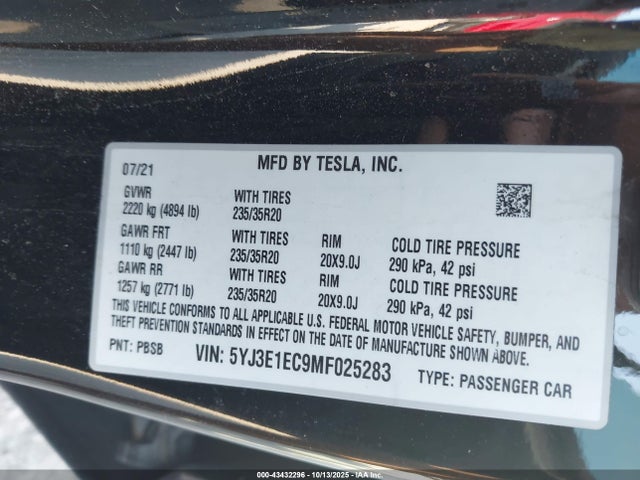 07/21
MFD BY TESLA, INC.
GVWR
2220 kg (4894 lb)
WITH TIRES
235/35R20
GAWR FRT
1110 kg (2447 lb)
WITH TIRES
235/35R20
RIM
20X9.0J
COLD TIRE PRESSURE
290 kPa, 42 psi
GAWR RR
1257 kg (2771 lb)
WITH TIRES
235/35R20
RIM
20X9.0J
COLD TIRE PRESSURE
290 kPa, 42 psi
THIS VEHICLE CONFORMS TO ALL APPLICABLE U.S. FEDERAL MOTOR VEHICLE SAFETY, BUMPER, AND
THEFT PREVENTION STANDARDS IN EFFECT ON THE DATE OF MANUFACTURE SHOWN ABOVE.
PNT: PBSB
VIN: 5YJ3E1EC9MF025283
TYPE: PASSENGER CAR
000-43432296 - 10/13/2025 - IAAI.COM